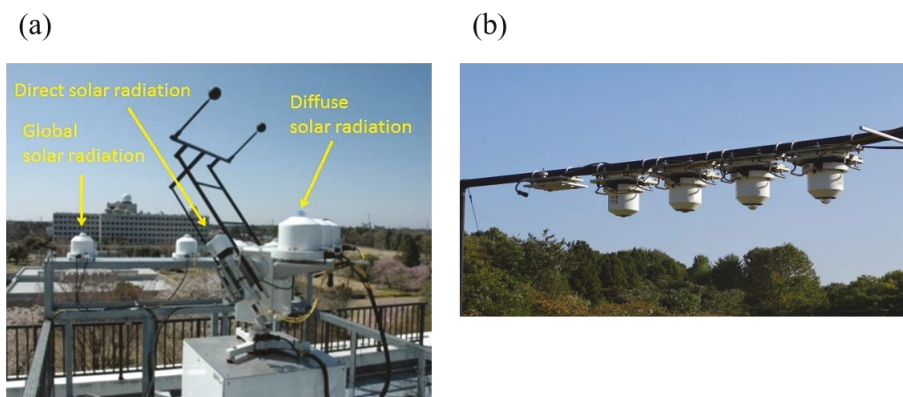 (a)
(b)
Direct solar radiation
Global
solar radiation
Diffuse
solar radiation